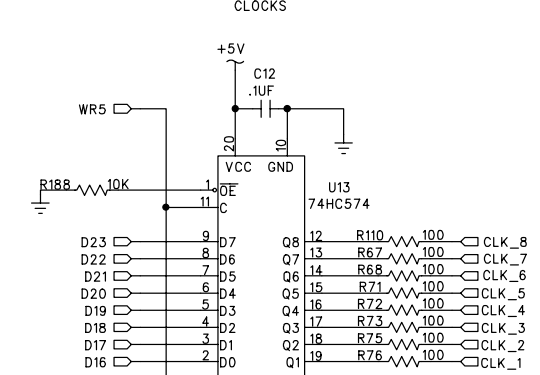 CLOCKS
+5V
C12
.1UF
WR5
20
10
VCC GND
R188 10K 1 OE
U13
11 C
74HC574
D23 9 D7 Q8 12 R110 100 CLK_8
D22 8 D6 Q7 13 R67 100 CLK_7
D21 7 D5 Q6 14 R68 100 CLK_6
D20 6 D4 Q5 15 R71 100 CLK_5
D19 5 D3 Q4 16 R72 100 CLK_4
D18 4 D2 Q3 17 R73 100 CLK_3
D17 3 D1 Q2 18 R75 100 CLK_2
D16 2 D0 Q1 19 R76 100 CLK_1